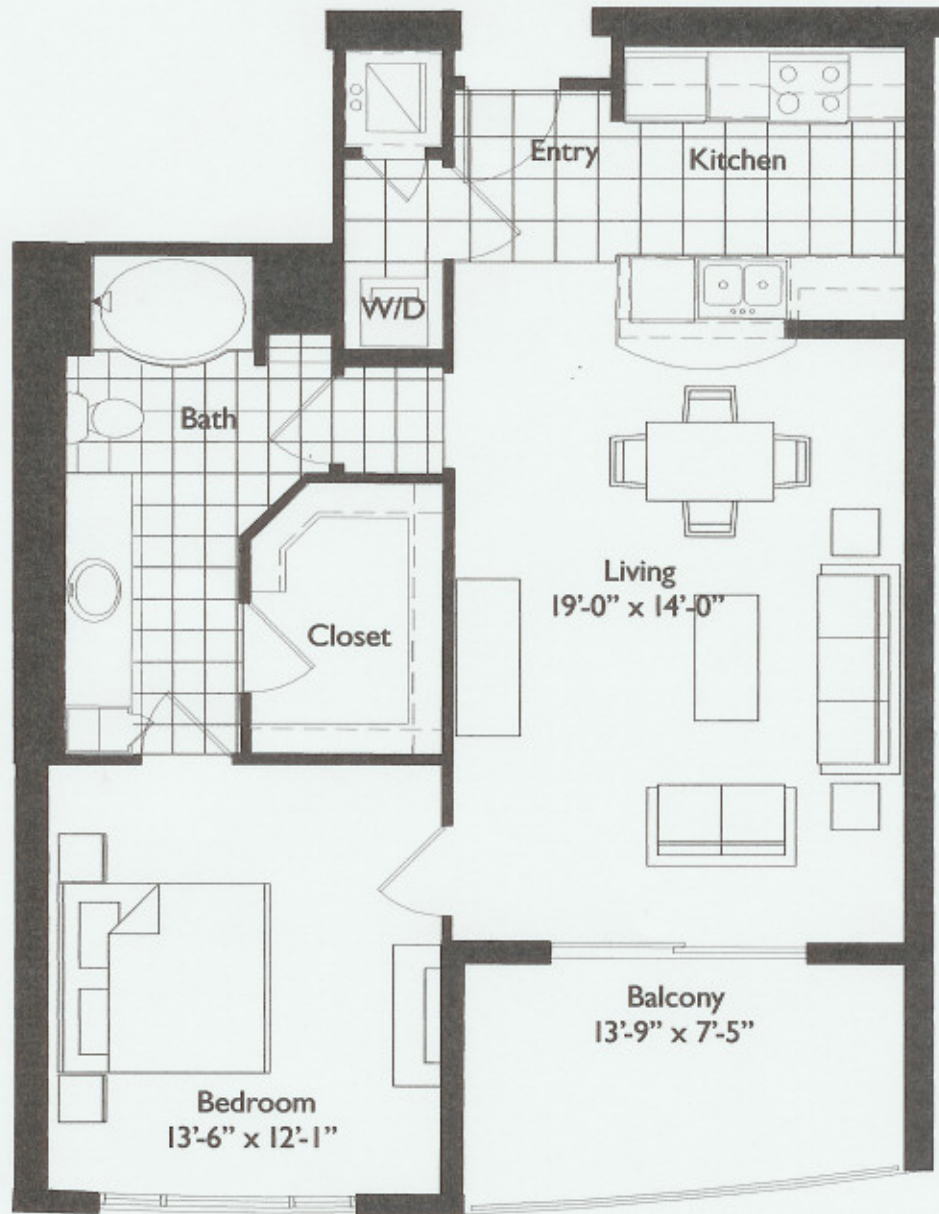 Entry
Kitchen
W/D
Bath
Living
19'-0” x 14'-0”
Closet
Balcony
13'-9” x 7'-5”
Bedroom
13'-6” x 12'-1”